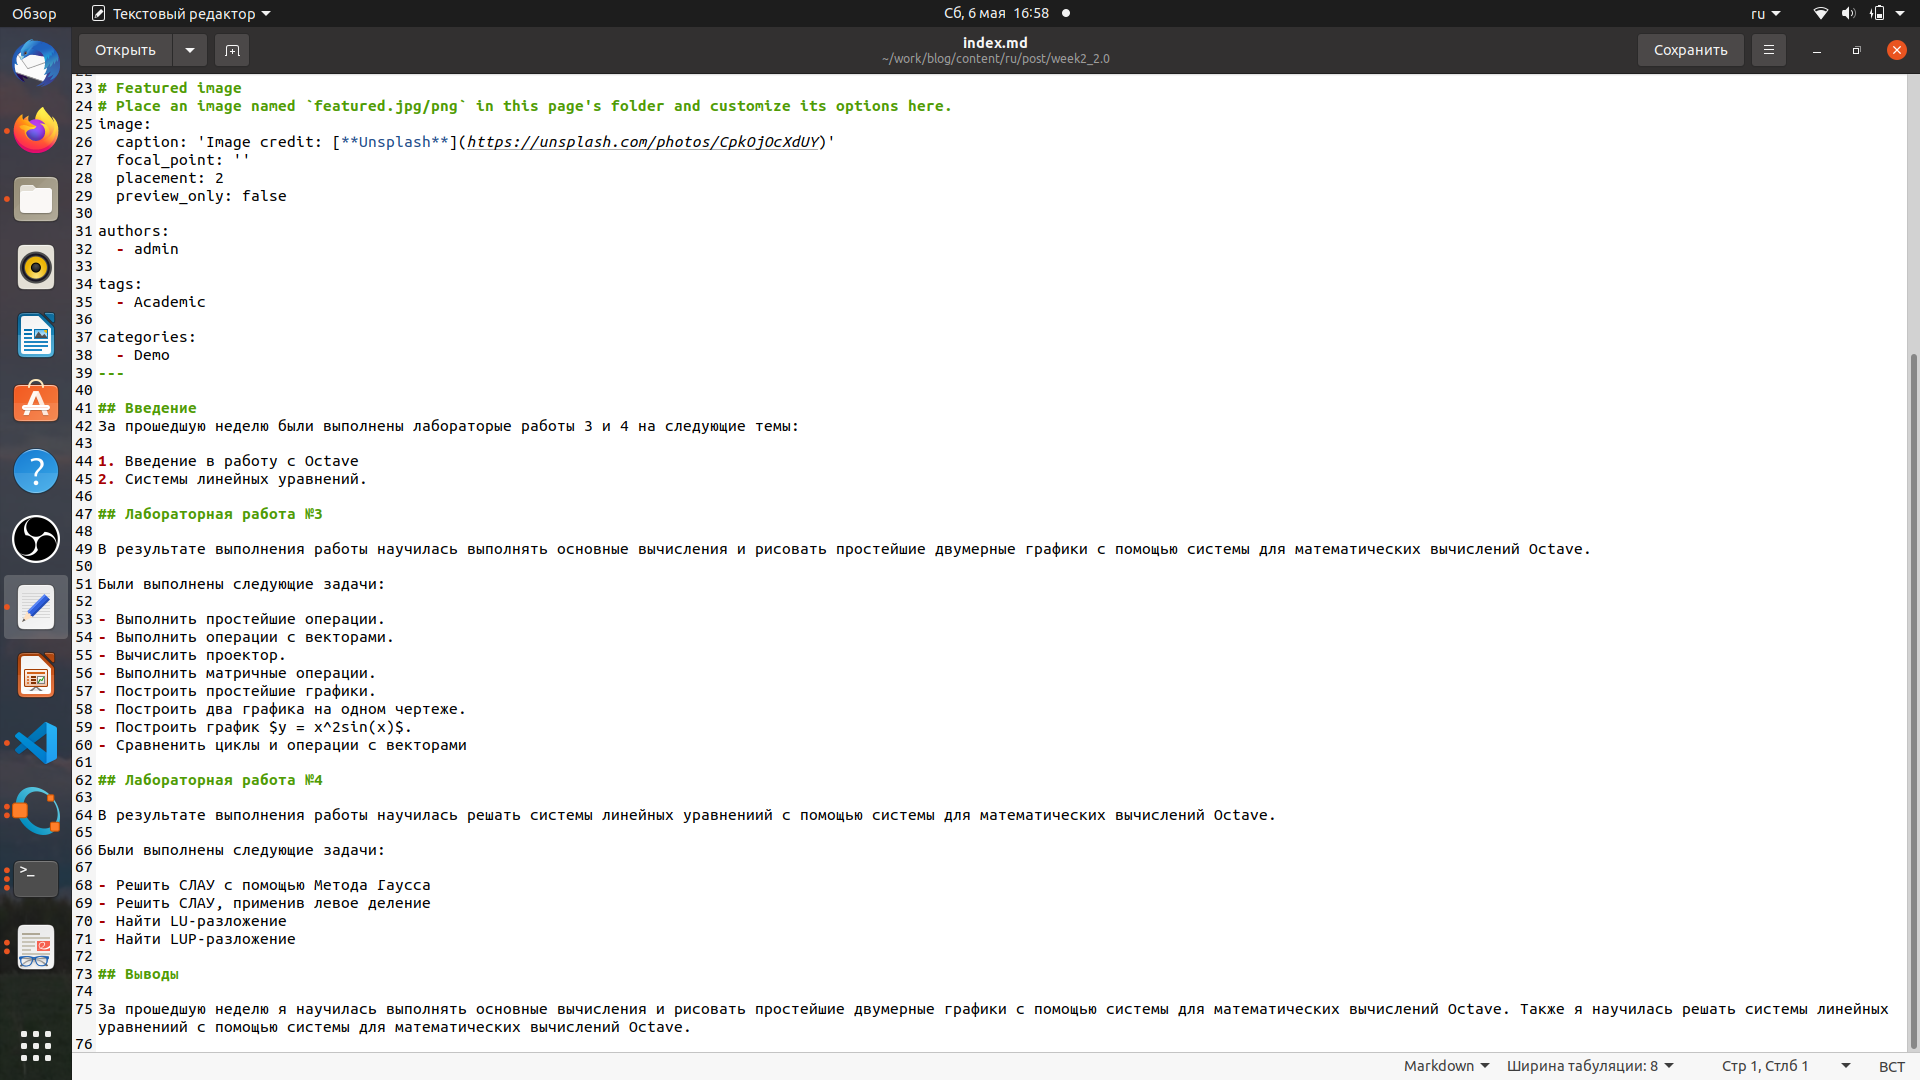 Обзор
Текстовый редактор
Сб, 6 мая 16:58
ru
Открыть
index.md
~/work/blog/content/ru/post/week2_2.0
Сохранить
23 # Featured image
24 # Place an image named `featured.jpg/png` in this page's folder and customize its options here.
25 image:
26   caption: 'Image credit: [**Unsplash**](https://unsplash.com/photos/CpkOjOcXdUY)'
27   focal_point: ''
28   placement: 2
29   preview_only: false
30
31 authors:
32   - admin
33
34 tags:
35   - Academic
36
37 categories:
38   - Demo
39 ---
40
41 ## Введение
42 За прошедшую неделю были выполнены лабораторые работы 3 и 4 на следующие темы:
43
44 1. Введение в работу с Octave
45 2. Системы линейных уравнений.
46
47 ## Лабораторная работа №3
48
49 В результате выполнения работы научилась выполнять основные вычисления и рисовать простейшие двумерные графики с помощью системы для математических вычислений Octave.
50
51 Были выполнены следующие задачи:
52
53 - Выполнить простейшие операции.
54 - Выполнить операции с векторами.
55 - Вычислить проектор.
56 - Выполнить матричные операции.
57 - Построить простейшие графики.
58 - Построить два графика на одном чертеже.
59 - Построить график $y = x^2sin(x)$.
60 - Сравненить циклы и операции с векторами
61
62 ## Лабораторная работа №4
63
64 В результате выполнения работы научилась решать системы линейных уравнениий с помощью системы для математических вычислений Octave.
65
66 Были выполнены следующие задачи:
67
68 - Решить СЛАУ с помощью Метода Гаусса
69 - Решить СЛАУ, применив левое деление
70 - Найти LU-разложение
71 - Найти LUP-разложение
72
73 ## Выводы
74
75 За прошедшую неделю я научилась выполнять основные вычисления и рисовать простейшие двумерные графики с помощью системы для математических вычислений Octave. Также я научилась решать системы линейных
уравнениий с помощью системы для математических вычислений Octave.
76
Markdown
Ширина табуляции: 8
Стр 1, Стлб 1
ВСТ